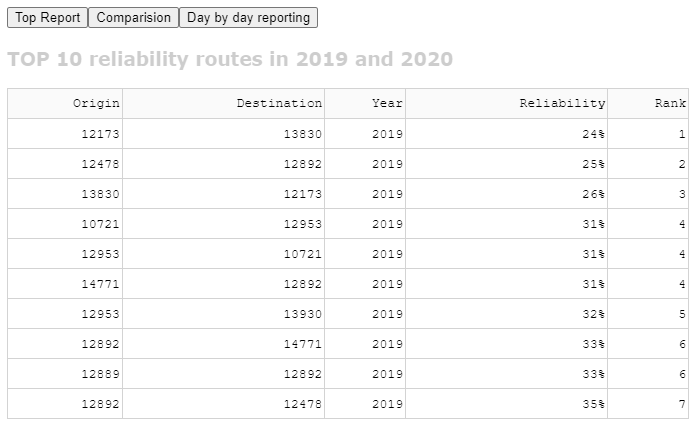 Top Report Comparision Day by day reporting
TOP 10 reliability routes in 2019 and 2020
Origin Destination Year Reliability Rank
12173 13830 2019 24% 1
12478 12892 2019 25% 2
13830 12173 2019 26% 3
10721 12953 2019 31% 4
12953 10721 2019 31% 4
14771 12892 2019 31% 4
12953 13930 2019 32% 5
12892 14771 2019 33% 6
12889 12892 2019 33% 6
12892 12478 2019 35% 7